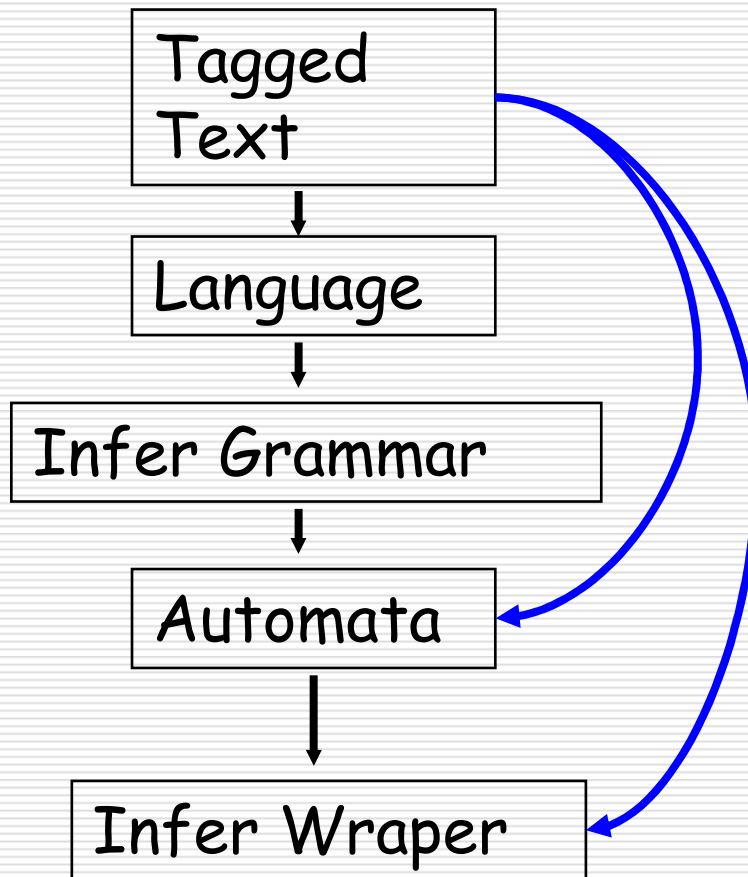 Tagged
Text
Language
Infer Grammar
Automata
Infer Wraper